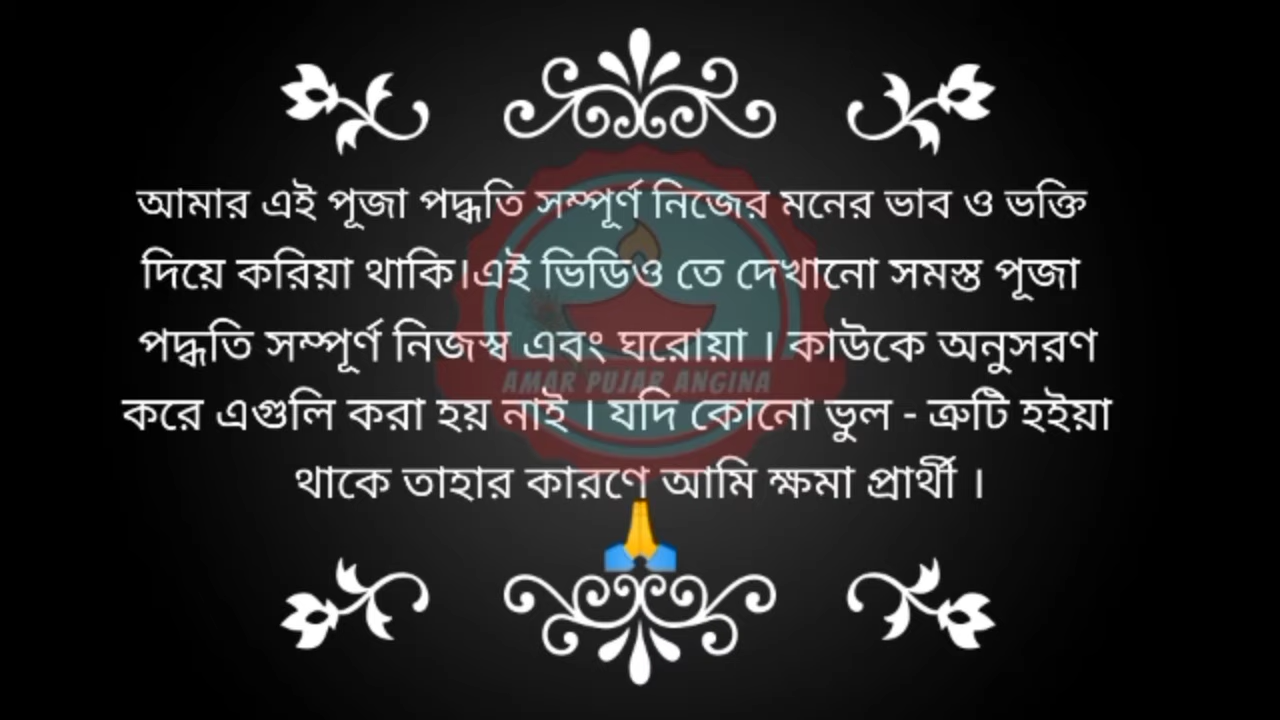 আমার এই পূজা পদ্ধতি সম্পূর্ণ নিজের মনের ভাব ও ভক্তি
দিয়ে করিয়া থাকি।এই ভিডিও তে দেখানো সমস্ত পূজা
পদ্ধতি সম্পূর্ণ নিজস্ব এবং ঘরোয়া । কাউকে অনুসরণ
করে এগুলি করা হয় নাই । যদি কোনো ভুল - ত্রুটি হইয়া
থাকে তাহার কারণে আমি ক্ষমা প্রার্থী ।
AMAR PUJAR ANGINA